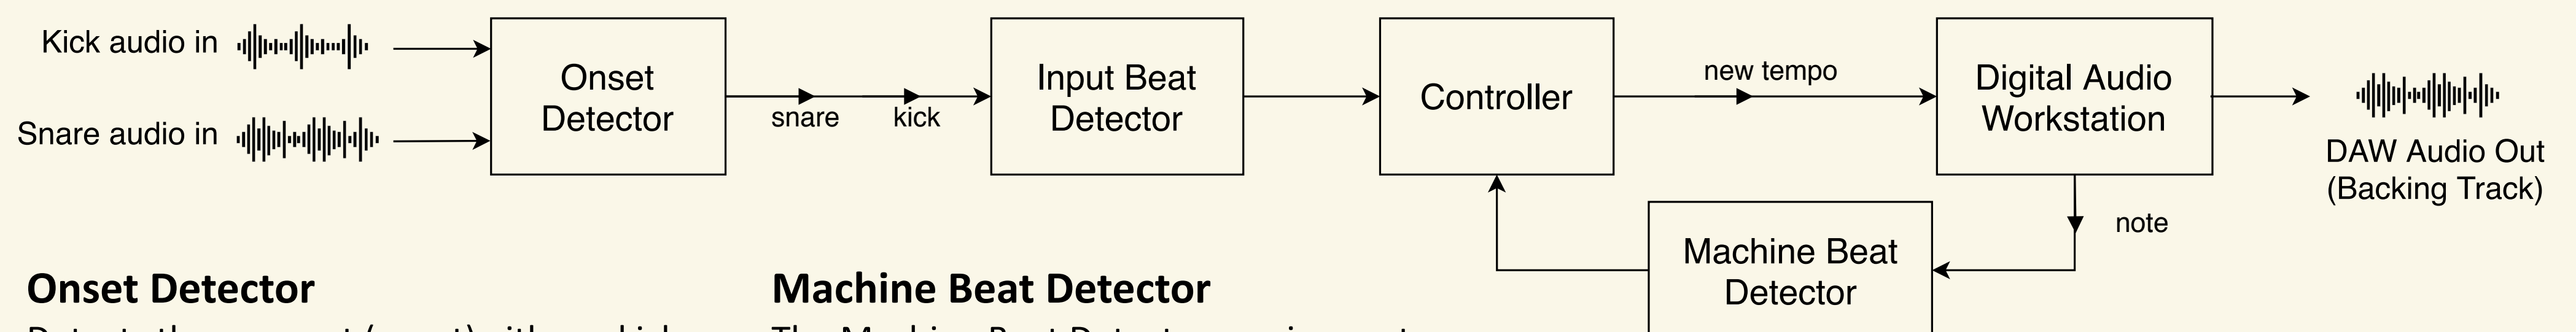 Kick audio in
Snare audio in
Onset
Detector
snare
kick
Input Beat
Detector
Controller
new tempo
Digital Audio
Workstation
DAW Audio Out
(Backing Track)
note
Machine Beat
Detector
Onset Detector
Machine Beat Detector